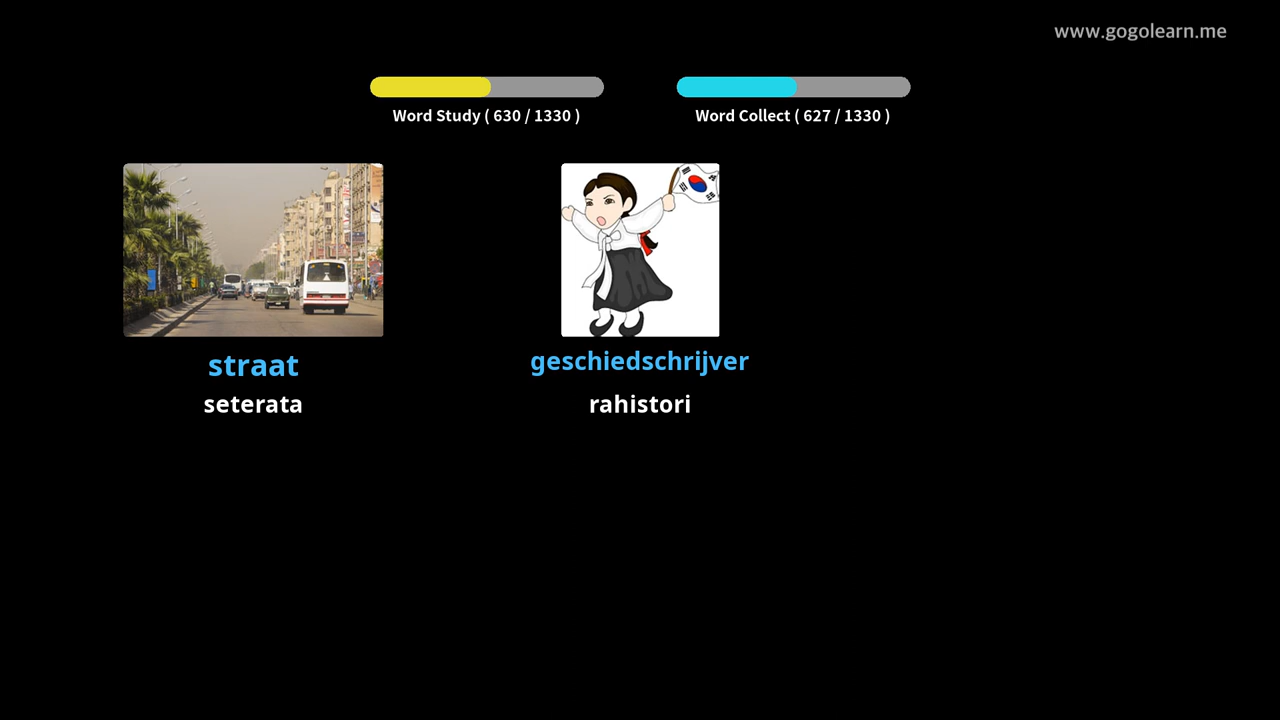 www.gogolearn.me
Word Study ( 630 / 1330 )
Word Collect ( 627 / 1330 )
straat
seterata
geschiedschrijver
rahistori